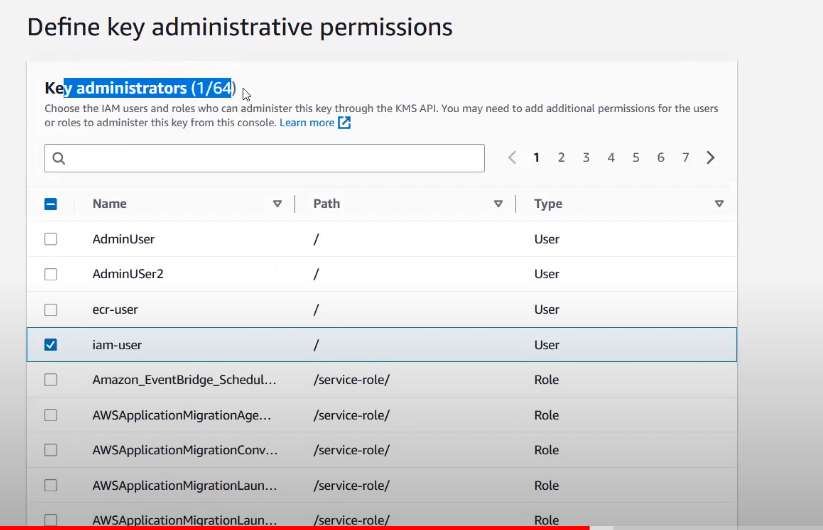 Define key administrative permissions
Key administrators (1/64)
Choose the IAM users and roles who can administer this key through the KMS API. You may need to add additional permissions for the users
or roles to administer this key from this console. Learn more
1 2 3 4 5 6 7
Name Path Type
AdminUser / User
AdminUSer2 / User
ecr-user / User
iam-user / User
Amazon_EventBridge_Schedul... /service-role/ Role
AWSApplicationMigrationAge... /service-role/ Role
AWSApplicationMigrationConv... /service-role/ Role
AWSApplicationMigrationLaun... /service-role/ Role
AWSApplicationMigrationLaun... /service-role/ Role